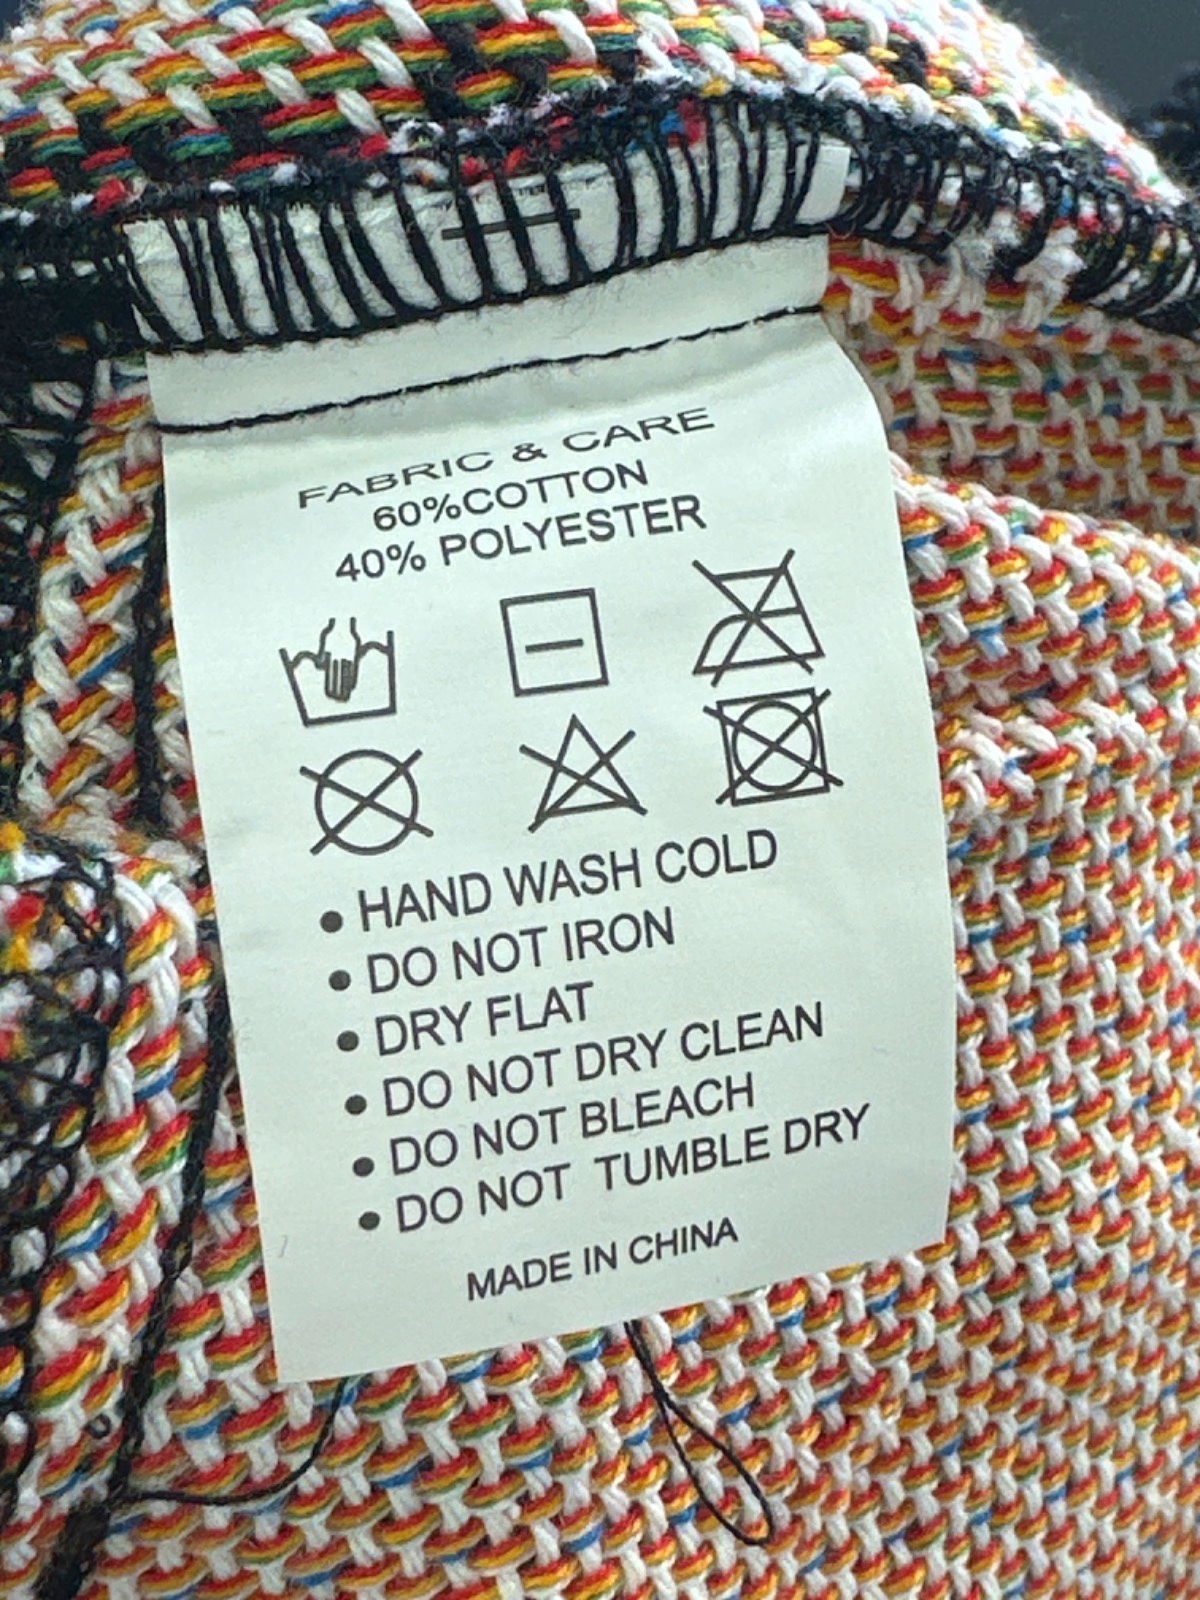 FABRIC & CARE
60%COTTON
40% POLYESTER
• HAND WASH COLD
• DO NOT IRON
• DRY FLAT
• DO NOT DRY CLEAN
• DO NOT BLEACH
• DO NOT TUMBLE DRY
MADE IN CHINA